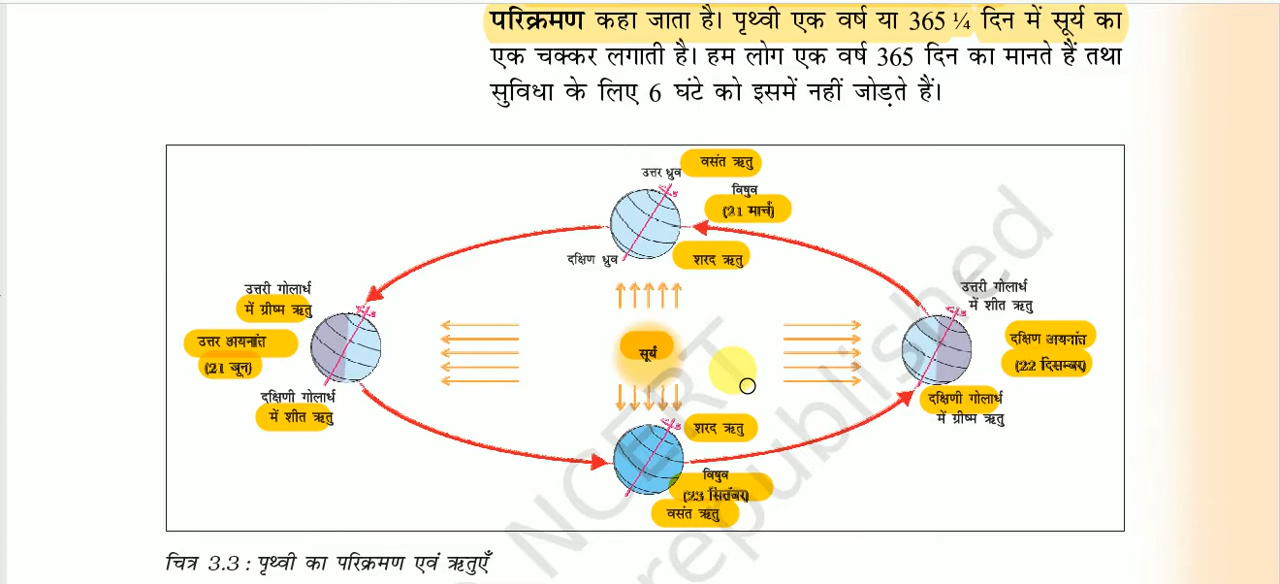 परिक्रमण कहा जाता है। पृथ्वी एक वर्ष या 365 ¼ दिन में सूर्य का
एक चक्कर लगाती है। हम लोग एक वर्ष 365 दिन का मानते हैं तथा
सुविधा के लिए 6 घंटे को इसमें नहीं जोड़ते हैं।
वसंत ऋतु
उत्तर ध्रुव
विषुव
(21 मार्च)
दक्षिण ध्रुव
शरद ऋतु
उत्तरी गोलार्ध
में ग्रीष्म ऋतु
उत्तर अयनांत
(21 जून)
दक्षिणी गोलार्ध
में शीत ऋतु
सूर्य
उत्तरी गोलार्ध
में शीत ऋतु
दक्षिण अयनांत
(22 दिसम्बर)
दक्षिणी गोलार्ध
में ग्रीष्म ऋतु
शरद ऋतु
विषुव
(23 सितंबर)
वसंत ऋतु
चित्र 3.3 : पृथ्वी का परिक्रमण एवं ऋतुएँ
NCERT
republished